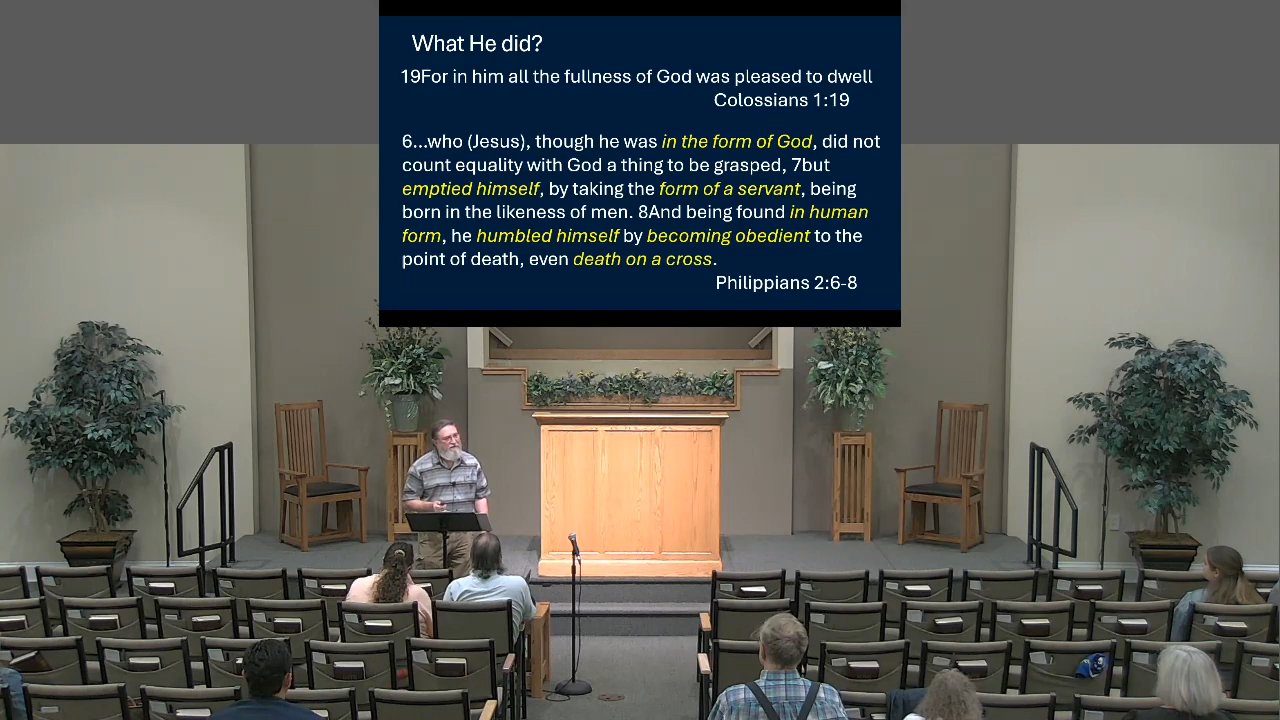 What He did?
19For in him all the fullness of God was pleased to dwell
Colossians 1:19
6...who (Jesus), though he was in the form of God, did not
count equality with God a thing to be grasped, 7but
emptied himself, by taking the form of a servant, being
born in the likeness of men. 8And being found in human
form, he humbled himself by becoming obedient to the
point of death, even death on a cross.
Philippians 2:6-8